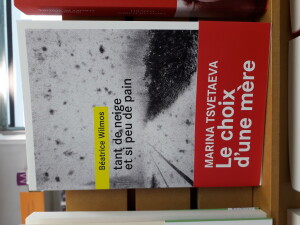 Béatrice Wilmos
tant de neige
et si peu de pain
MARINA TSVETAEVA
Le choix
d'une mère